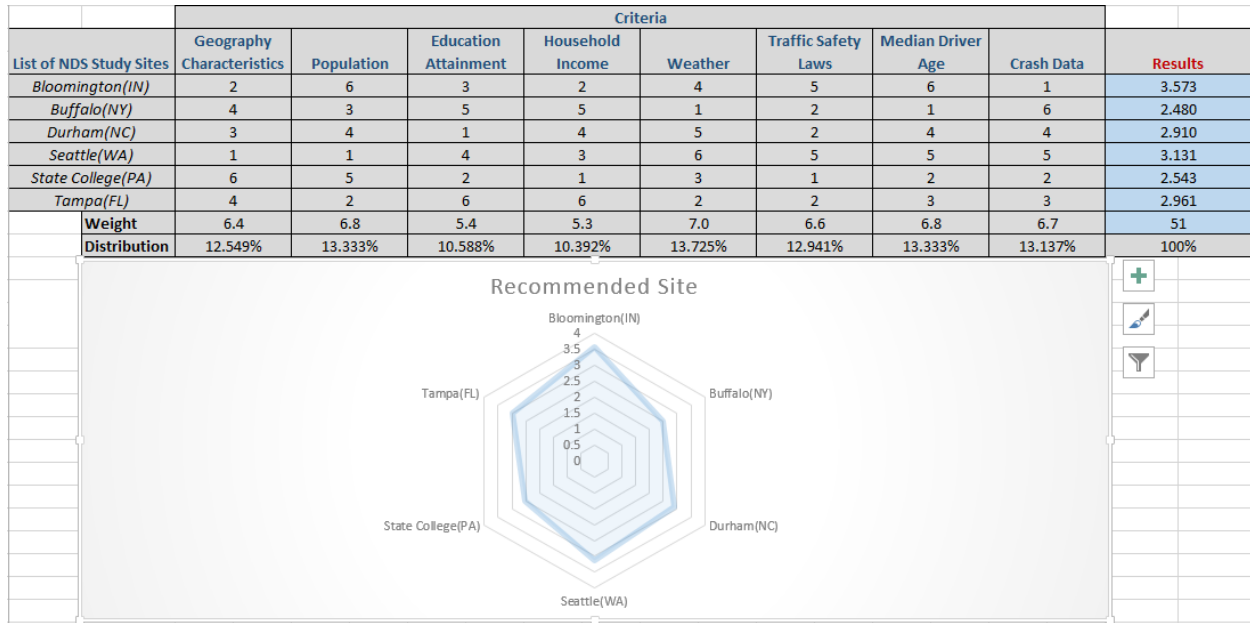 Criteria
List of NDS Study Sites Geography Characteristics Population Education Attainment Household Income Weather Traffic Safety Laws Median Driver Age Crash Data Results
Bloomington(IN) 2 6 3 2 4 5 6 1 3.573
Buffalo(NY) 4 3 5 5 1 2 1 6 2.480
Durham(NC) 3 4 1 4 5 2 4 4 2.910
Seattle(WA) 1 1 4 3 6 5 5 5 3.131
State College(PA) 6 5 2 1 3 1 2 2 2.543
Tampa(FL) 4 2 6 6 2 2 3 3 2.961
Weight 6.4 6.8 5.4 5.3 7.0 6.6 6.8 6.7 51
Distribution 12.549% 13.333% 10.588% 10.392% 13.725% 12.941% 13.333% 13.137% 100%
Recommended Site
Bloomington(IN)
4
3.5
3
2.5
Tampa(FL) 2 Buffalo(NY)
1.5
1
0.5
0
State College(PA) Durham(NC)
Seattle(WA)